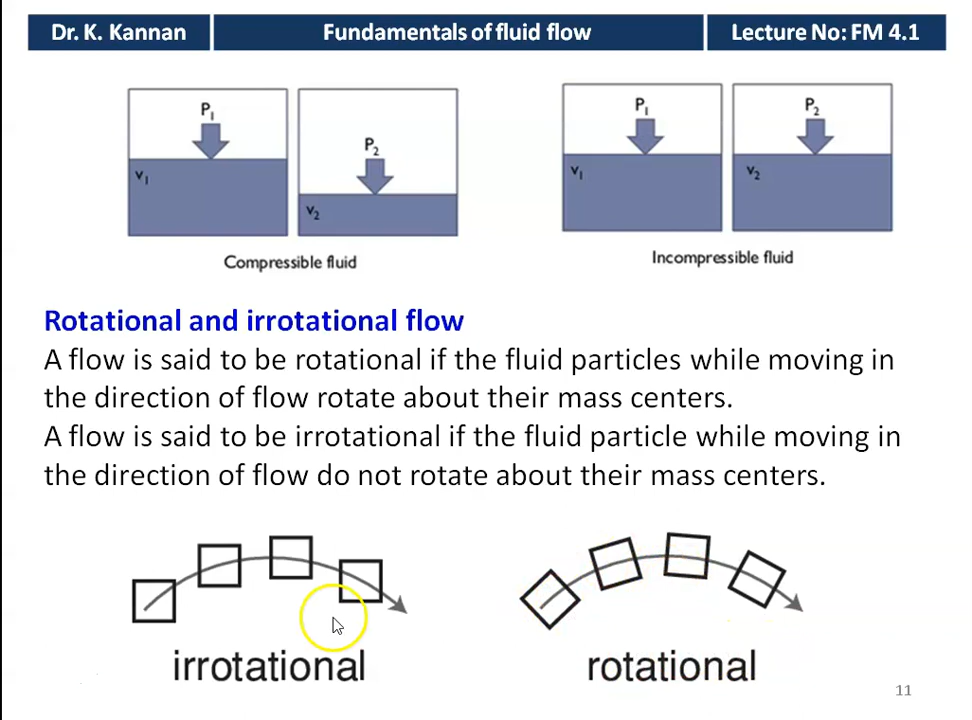 Dr. K. Kannan
Fundamentals of fluid flow
Lecture No: FM 4.1
P1
P2
v1
v2
Compressible fluid
P1
P2
v1
v2
Incompressible fluid
Rotational and irrotational flow
A flow is said to be rotational if the fluid particles while moving in
the direction of flow rotate about their mass centers.
A flow is said to be irrotational if the fluid particle while moving in
the direction of flow do not rotate about their mass centers.
irrotational
rotational
11